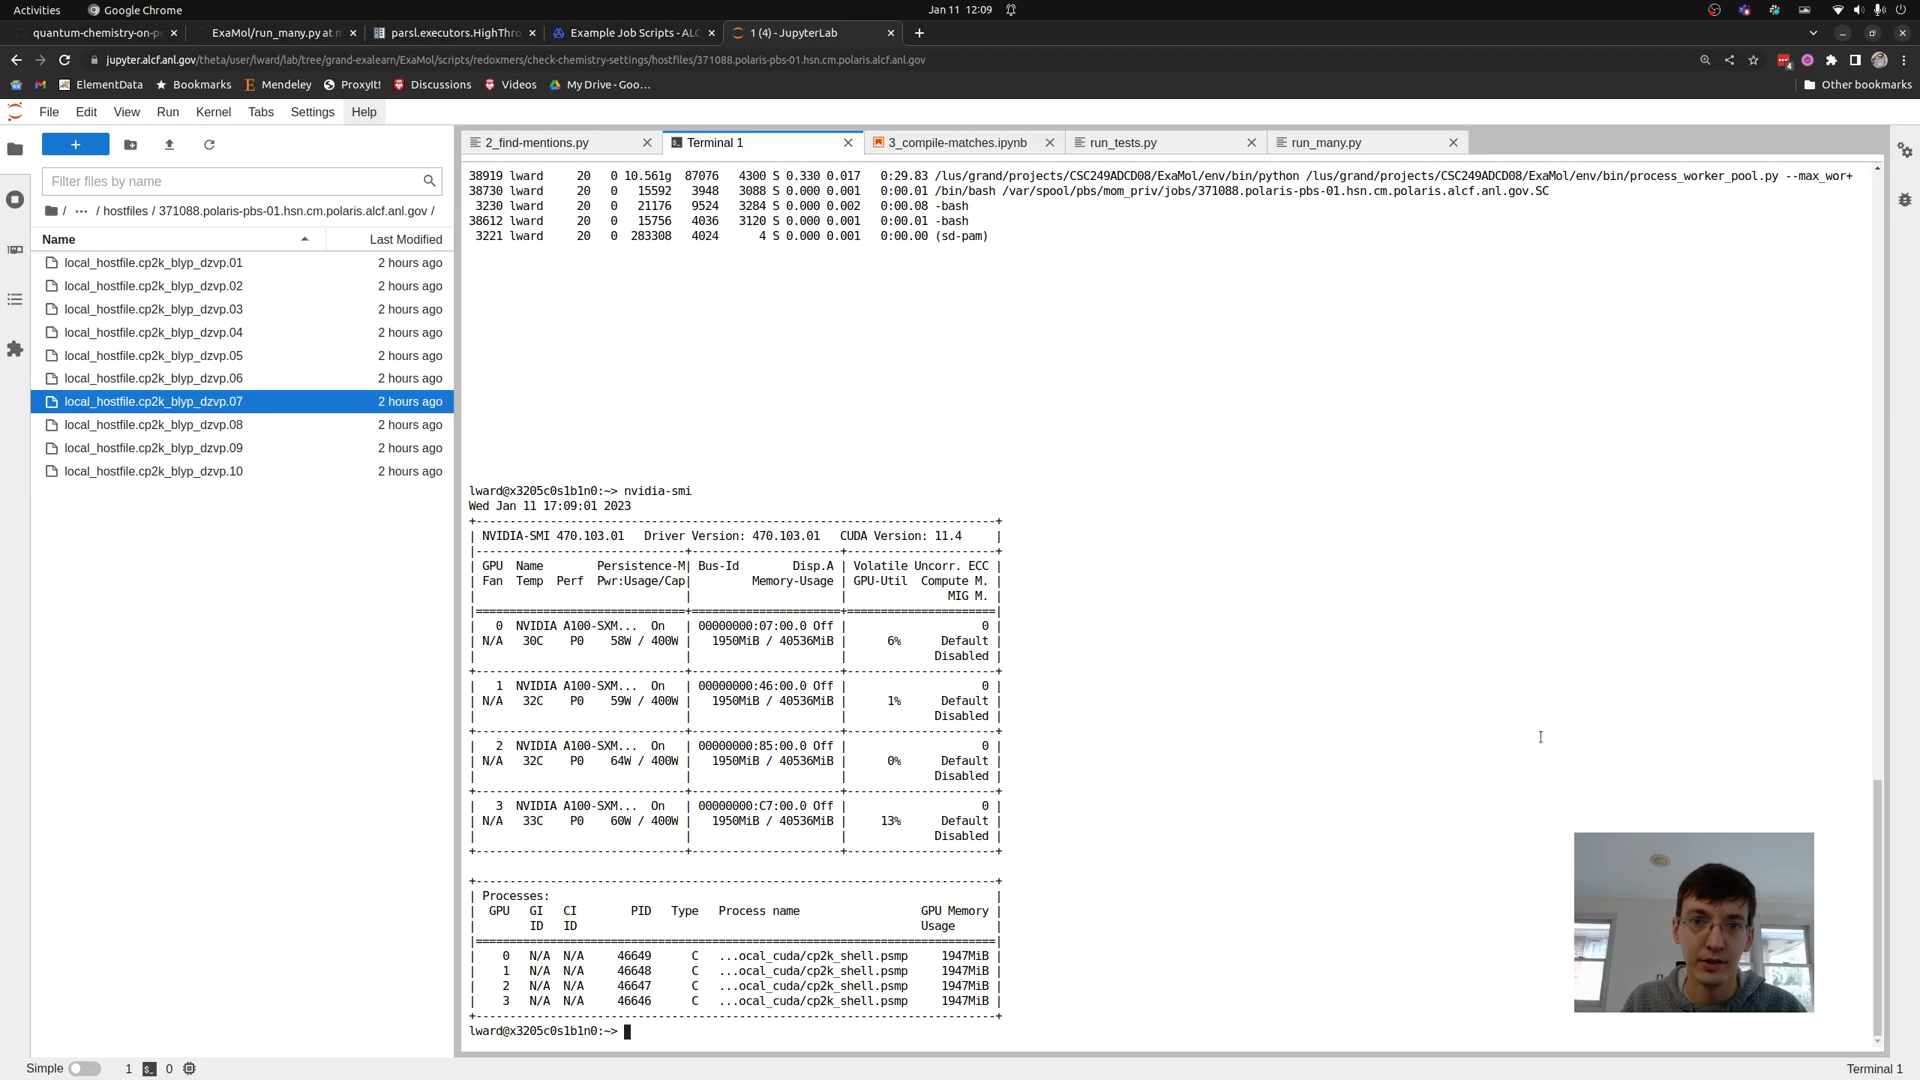 Activities
Google Chrome
Jan 11 12:09
quantum-chemistry-on-p
ExaMol/run_many.py at m
parsl.executors.HighThro
Example Job Scripts - ALC
1 (4) - JupyterLab
jupyter.alcf.anl.gov/theta/user/lward/lab/tree/grand-exalearn/ExaMol/scripts/redoxmers/check-chemistry-settings/hostfiles/371088.polaris-pbs-01.hsn.cm.polaris.alcf.anl.gov
ElementData
Bookmarks
Mendeley
ProxyIt!
Discussions
Videos
My Drive - Goo…
Other bookmarks
File Edit View Run Kernel Tabs Settings Help
Filter files by name
/ ··· / hostfiles / 371088.polaris-pbs-01.hsn.cm.polaris.alcf.anl.gov /
Name Last Modified
local_hostfile.cp2k_blyp_dzvp.01 2 hours ago
local_hostfile.cp2k_blyp_dzvp.02 2 hours ago
local_hostfile.cp2k_blyp_dzvp.03 2 hours ago
local_hostfile.cp2k_blyp_dzvp.04 2 hours ago
local_hostfile.cp2k_blyp_dzvp.05 2 hours ago
local_hostfile.cp2k_blyp_dzvp.06 2 hours ago
local_hostfile.cp2k_blyp_dzvp.07 2 hours ago
local_hostfile.cp2k_blyp_dzvp.08 2 hours ago
local_hostfile.cp2k_blyp_dzvp.09 2 hours ago
local_hostfile.cp2k_blyp_dzvp.10 2 hours ago
2_find-mentions.py
Terminal 1
3_compile-matches.ipynb
run_tests.py
run_many.py
38919 lward 20 0 10.561g 87076 4300 S 0.330 0.017 0:29.83 /lus/grand/projects/CSC249ADCD08/ExaMol/env/bin/python /lus/grand/projects/CSC249ADCD08/ExaMol/env/bin/process_worker_pool.py --max_wor+
38730 lward 20 0 15592 3948 3088 S 0.000 0.001 0:00.01 /bin/bash /var/spool/pbs/mom_priv/jobs/371088.polaris-pbs-01.hsn.cm.polaris.alcf.anl.gov.SC
3230 lward 20 0 21176 9524 3284 S 0.000 0.002 0:00.08 -bash
38612 lward 20 0 15756 4036 3120 S 0.000 0.001 0:00.01 -bash
3221 lward 20 0 283308 4024 4 S 0.000 0.001 0:00.00 (sd-pam)
lward@x3205c0s1b1n0:~> nvidia-smi
Wed Jan 11 17:09:01 2023
NVIDIA-SMI 470.103.01 Driver Version: 470.103.01 CUDA Version: 11.4
GPU Name Persistence-M| Bus-Id Disp.A | Volatile Uncorr. ECC
Fan Temp Perf Pwr:Usage/Cap| Memory-Usage | GPU-Util Compute M.
MIG M.
0 NVIDIA A100-SXM... On | 00000000:07:00.0 Off | 0
N/A 30C P0 58W / 400W | 1950MiB / 40536MiB | 6% Default
Disabled
1 NVIDIA A100-SXM... On | 00000000:46:00.0 Off | 0
N/A 32C P0 59W / 400W | 1950MiB / 40536MiB | 1% Default
Disabled
2 NVIDIA A100-SXM... On | 00000000:85:00.0 Off | 0
N/A 32C P0 64W / 400W | 1950MiB / 40536MiB | 0% Default
Disabled
3 NVIDIA A100-SXM... On | 00000000:C7:00.0 Off | 0
N/A 33C P0 60W / 400W | 1950MiB / 40536MiB | 13% Default
Disabled
Processes:
GPU GI CI PID Type Process name GPU Memory
ID ID Usage
0 N/A N/A 46649 C ...ocal_cuda/cp2k_shell.psmp 1947MiB
1 N/A N/A 46648 C ...ocal_cuda/cp2k_shell.psmp 1947MiB
2 N/A N/A 46647 C ...ocal_cuda/cp2k_shell.psmp 1947MiB
3 N/A N/A 46646 C ...ocal_cuda/cp2k_shell.psmp 1947MiB
lward@x3205c0s1b1n0:~>
Simple 1 0 Terminal 1